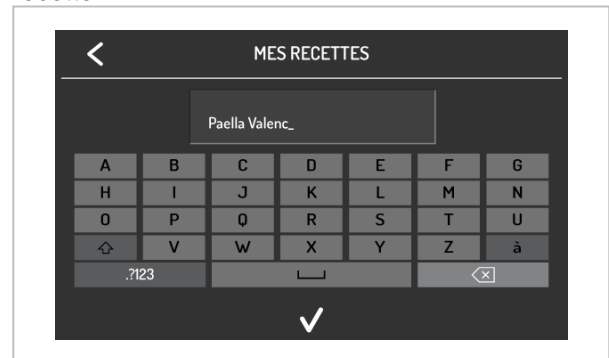 MES RECETTES
Paella Valenc_
A B C D E F G
H I J K L M N
O P Q R S T U
V W X Y Z à
.?123